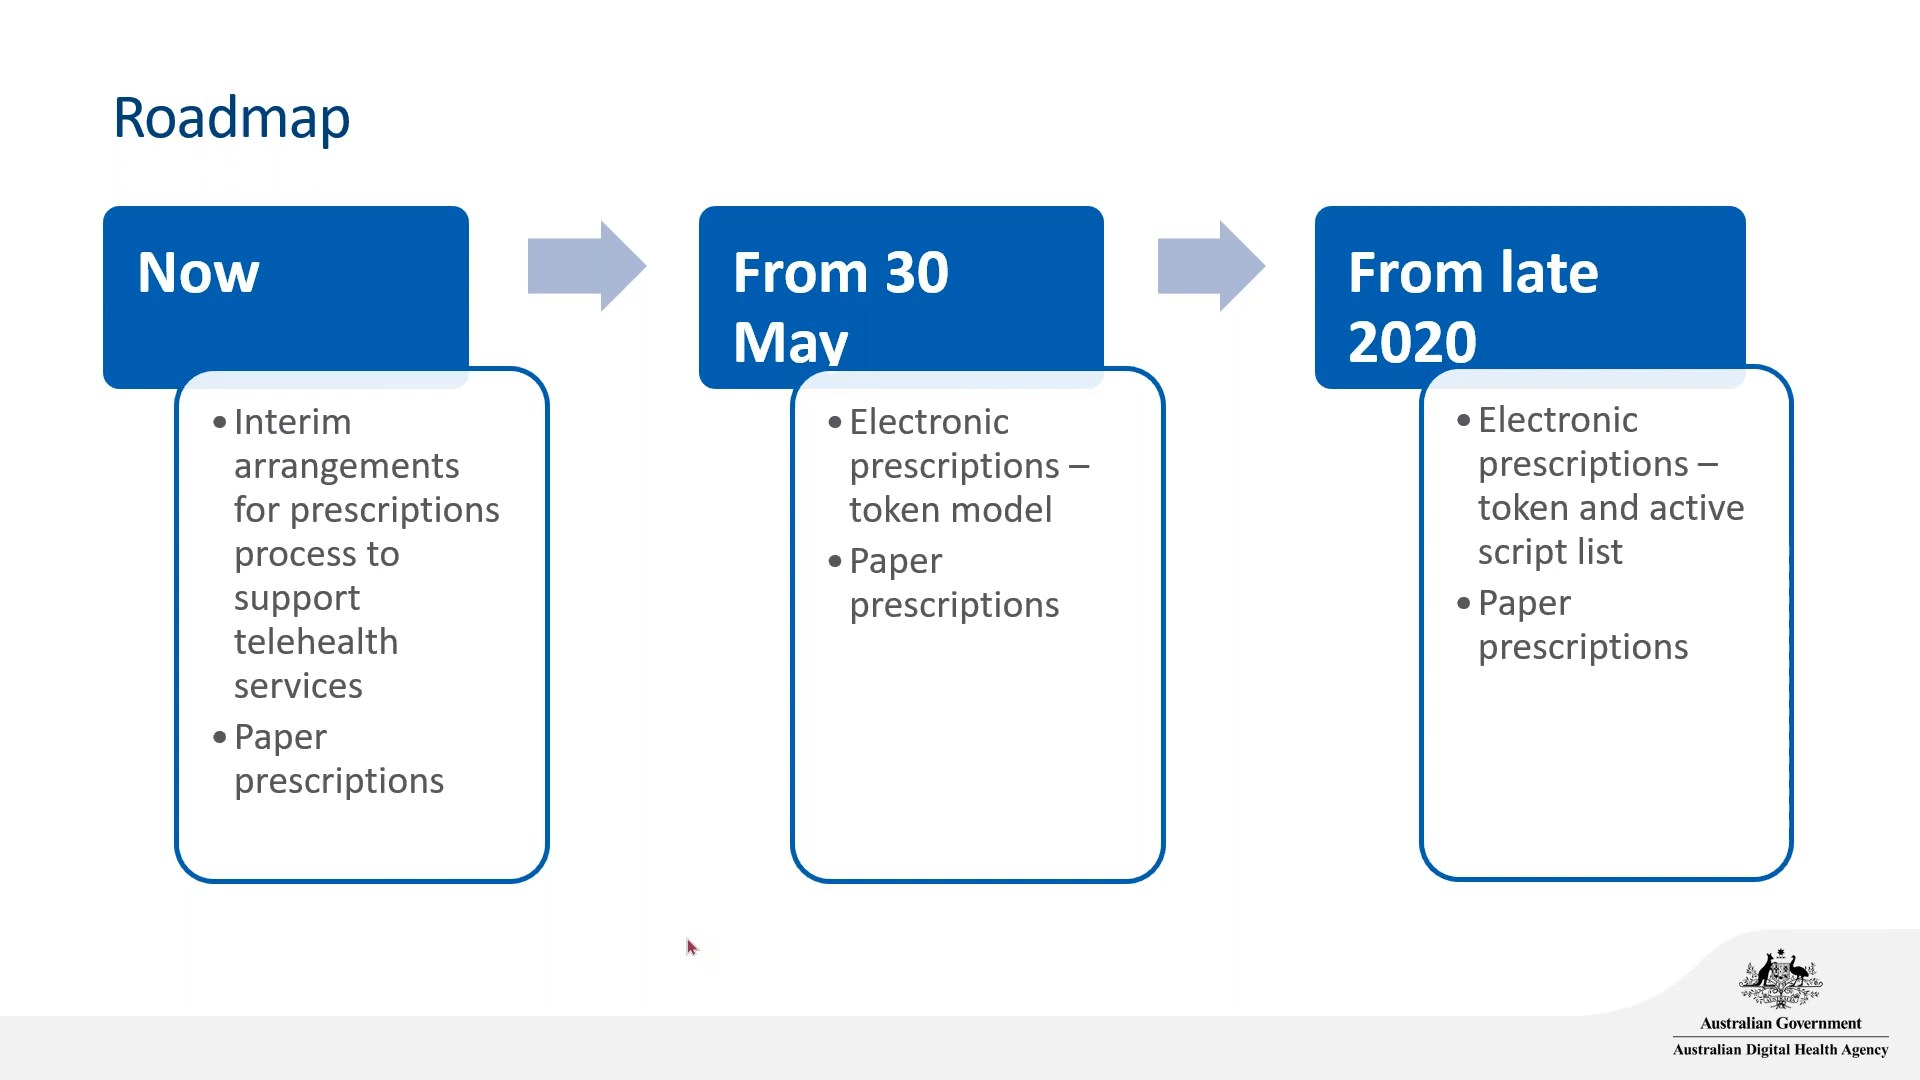 Roadmap
Now
•Interim
arrangements
for prescriptions
process to
support
telehealth
services
•Paper
prescriptions
From 30
May
•Electronic
prescriptions –
token model
•Paper
prescriptions
From late
2020
•Electronic
prescriptions –
token and active
script list
•Paper
prescriptions
Australian Government
Australian Digital Health Agency